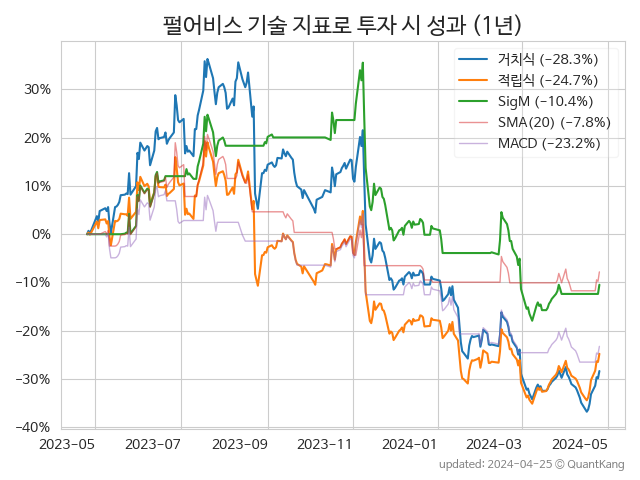 펄어비스 기술 지표로 투자 시 성과 (1년)
거치식 (−28.3%)
적립식 (−24.7%)
SigM (−10.4%)
SMA(20) (−7.8%)
MACD (−23.2%)
30%
20%
10%
0%
−10%
−20%
−30%
−40%
2023−05 2023−07 2023−09 2023−11 2024−01 2024−03 2024−05
updated: 2024−04−25 © QuantKang